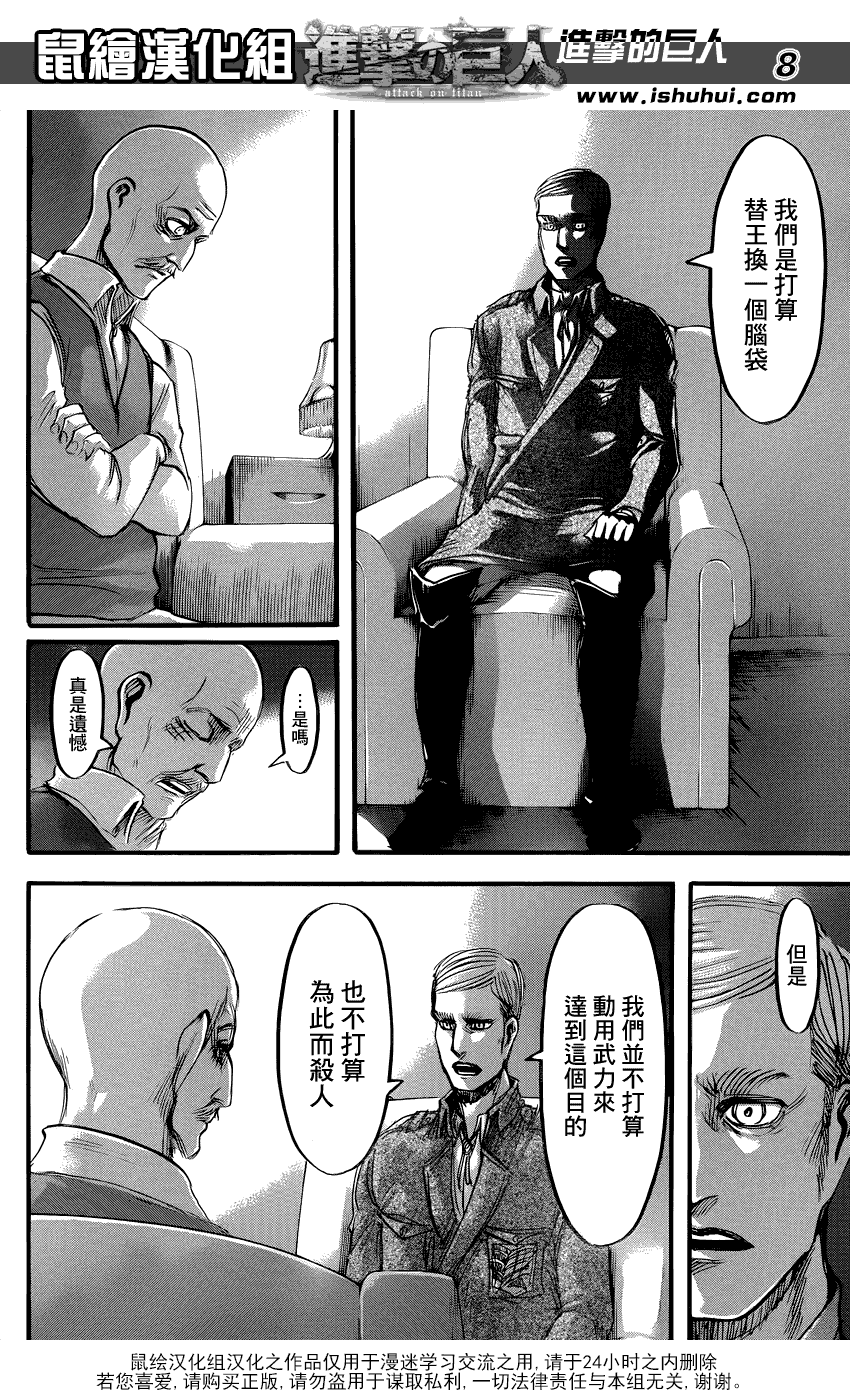 鼠繪漢化組
進撃の巨人
attack on titan
進擊的巨人
8
www.ishuhui.com
我們是打算
替王換一個腦袋
…是嗎
真是遺憾
但是
我們並不打算
動用武力來
達到這個目的
也不打算
為此而殺人
鼠绘汉化组汉化之作品仅用于漫迷学习交流之用, 请于24小时之内删除
若您喜爱, 请购买正版, 请勿盗用于谋取私利, 一切法律责任与本组无关, 谢谢。